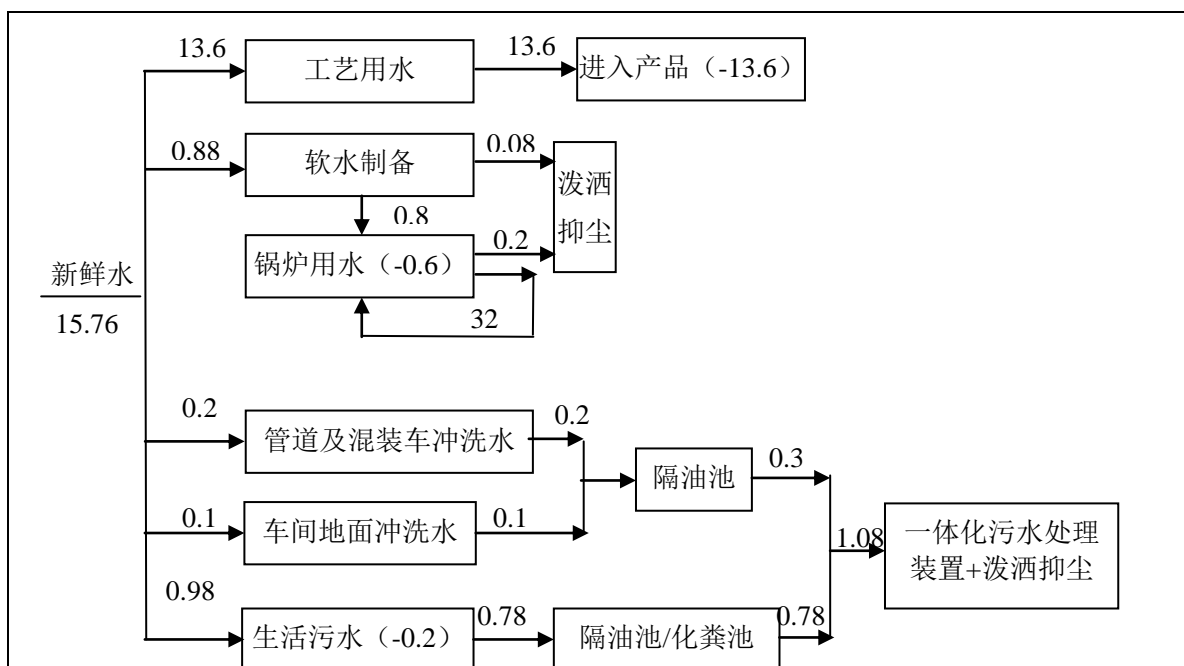 13.6
工艺用水
13.6
进入产品（-13.6）
0.88
软水制备
0.08
泼洒
抑尘
0.8
锅炉用水（-0.6）
0.2
32
新鲜水
15.76
0.2
管道及混装车冲洗水
0.2
隔油池
0.3
0.1
车间地面冲洗水
0.1
1.08
一体化污水处理
装置+泼洒抑尘
0.98
生活污水（-0.2）
0.78
隔油池/化粪池
0.78